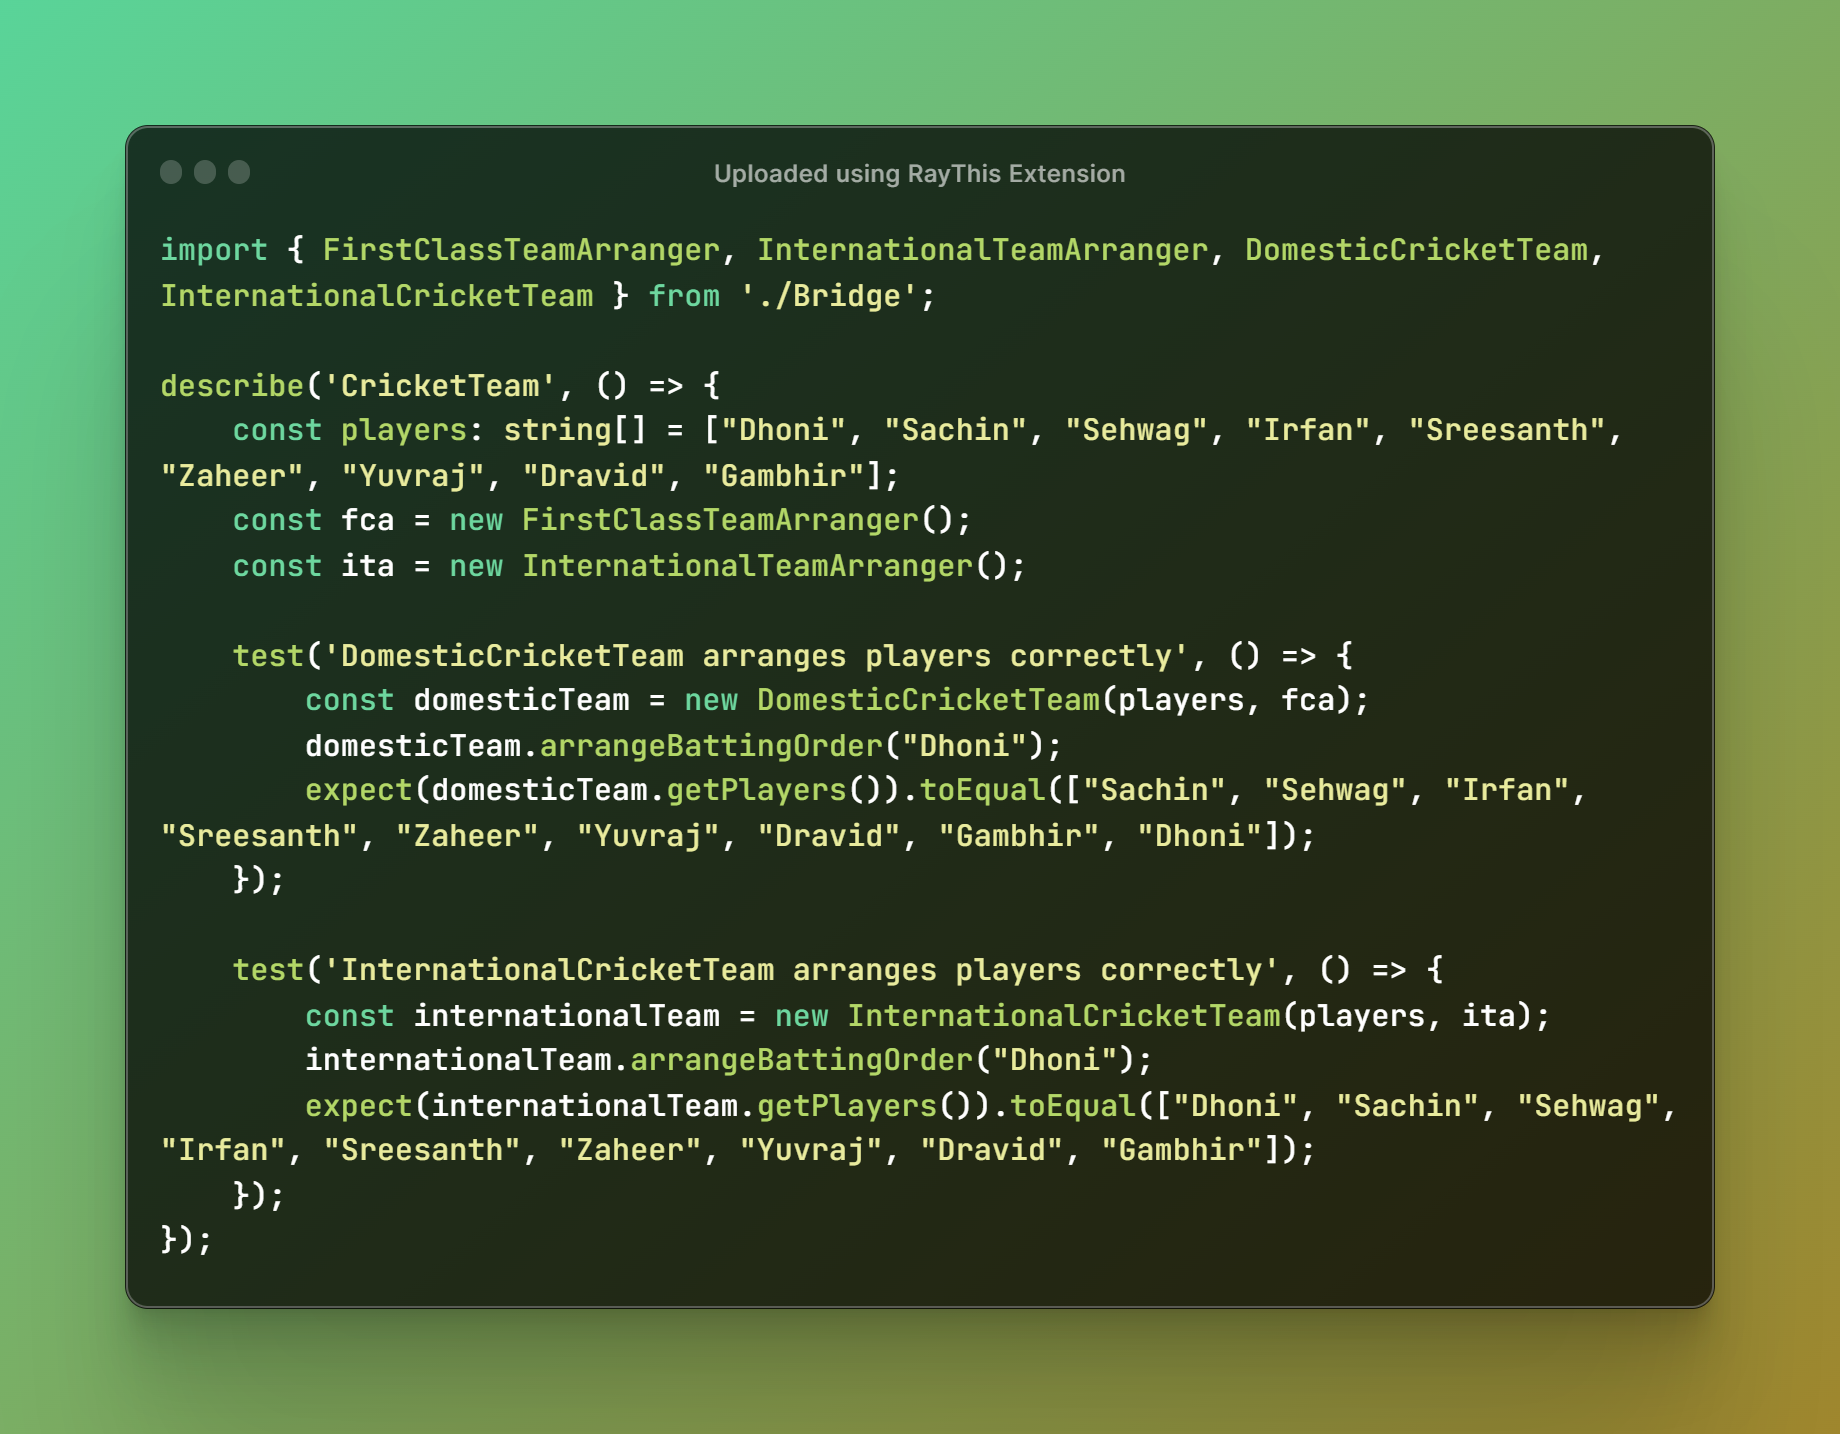 Uploaded using RayThis Extension
import { FirstClassTeamArranger, InternationalTeamArranger, DomesticCricketTeam,
InternationalCricketTeam } from './Bridge';
describe('CricketTeam', () => {
    const players: string[] = ["Dhoni", "Sachin", "Sehwag", "Irfan", "Sreesanth",
"Zaheer", "Yuvraj", "Dravid", "Gambhir"];
    const fca = new FirstClassTeamArranger();
    const ita = new InternationalTeamArranger();
    test('DomesticCricketTeam arranges players correctly', () => {
        const domesticTeam = new DomesticCricketTeam(players, fca);
        domesticTeam.arrangeBattingOrder("Dhoni");
        expect(domesticTeam.getPlayers()).toEqual(["Sachin", "Sehwag", "Irfan",
"Sreesanth", "Zaheer", "Yuvraj", "Dravid", "Gambhir", "Dhoni"]);
    });
    test('InternationalCricketTeam arranges players correctly', () => {
        const internationalTeam = new InternationalCricketTeam(players, ita);
        internationalTeam.arrangeBattingOrder("Dhoni");
        expect(internationalTeam.getPlayers()).toEqual(["Dhoni", "Sachin", "Sehwag",
"Irfan", "Sreesanth", "Zaheer", "Yuvraj", "Dravid", "Gambhir"]);
    });
});